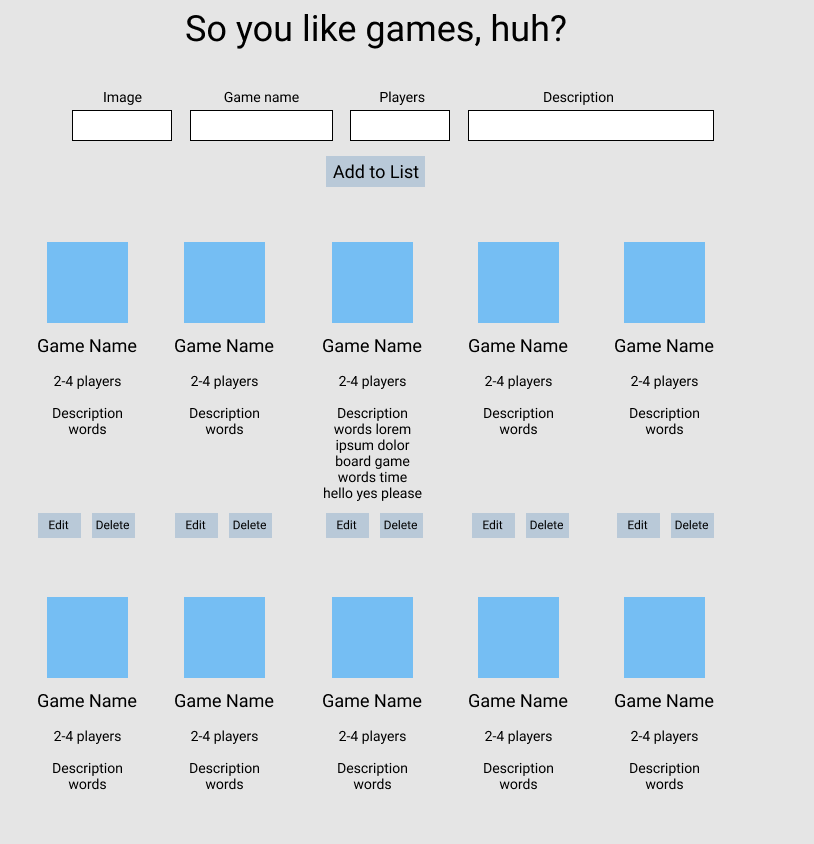 So you like games, huh?
Image Game name Players Description
Add to List
Game Name Game Name Game Name Game Name Game Name
2-4 players 2-4 players 2-4 players 2-4 players 2-4 players
Description Description Description Description Description
words words words lorem words words
ipsum dolor
board game
words time
hello yes please
Edit Delete Edit Delete Edit Delete Edit Delete Edit Delete
Game Name Game Name Game Name Game Name Game Name
2-4 players 2-4 players 2-4 players 2-4 players 2-4 players
Description Description Description Description Description
words words words words words